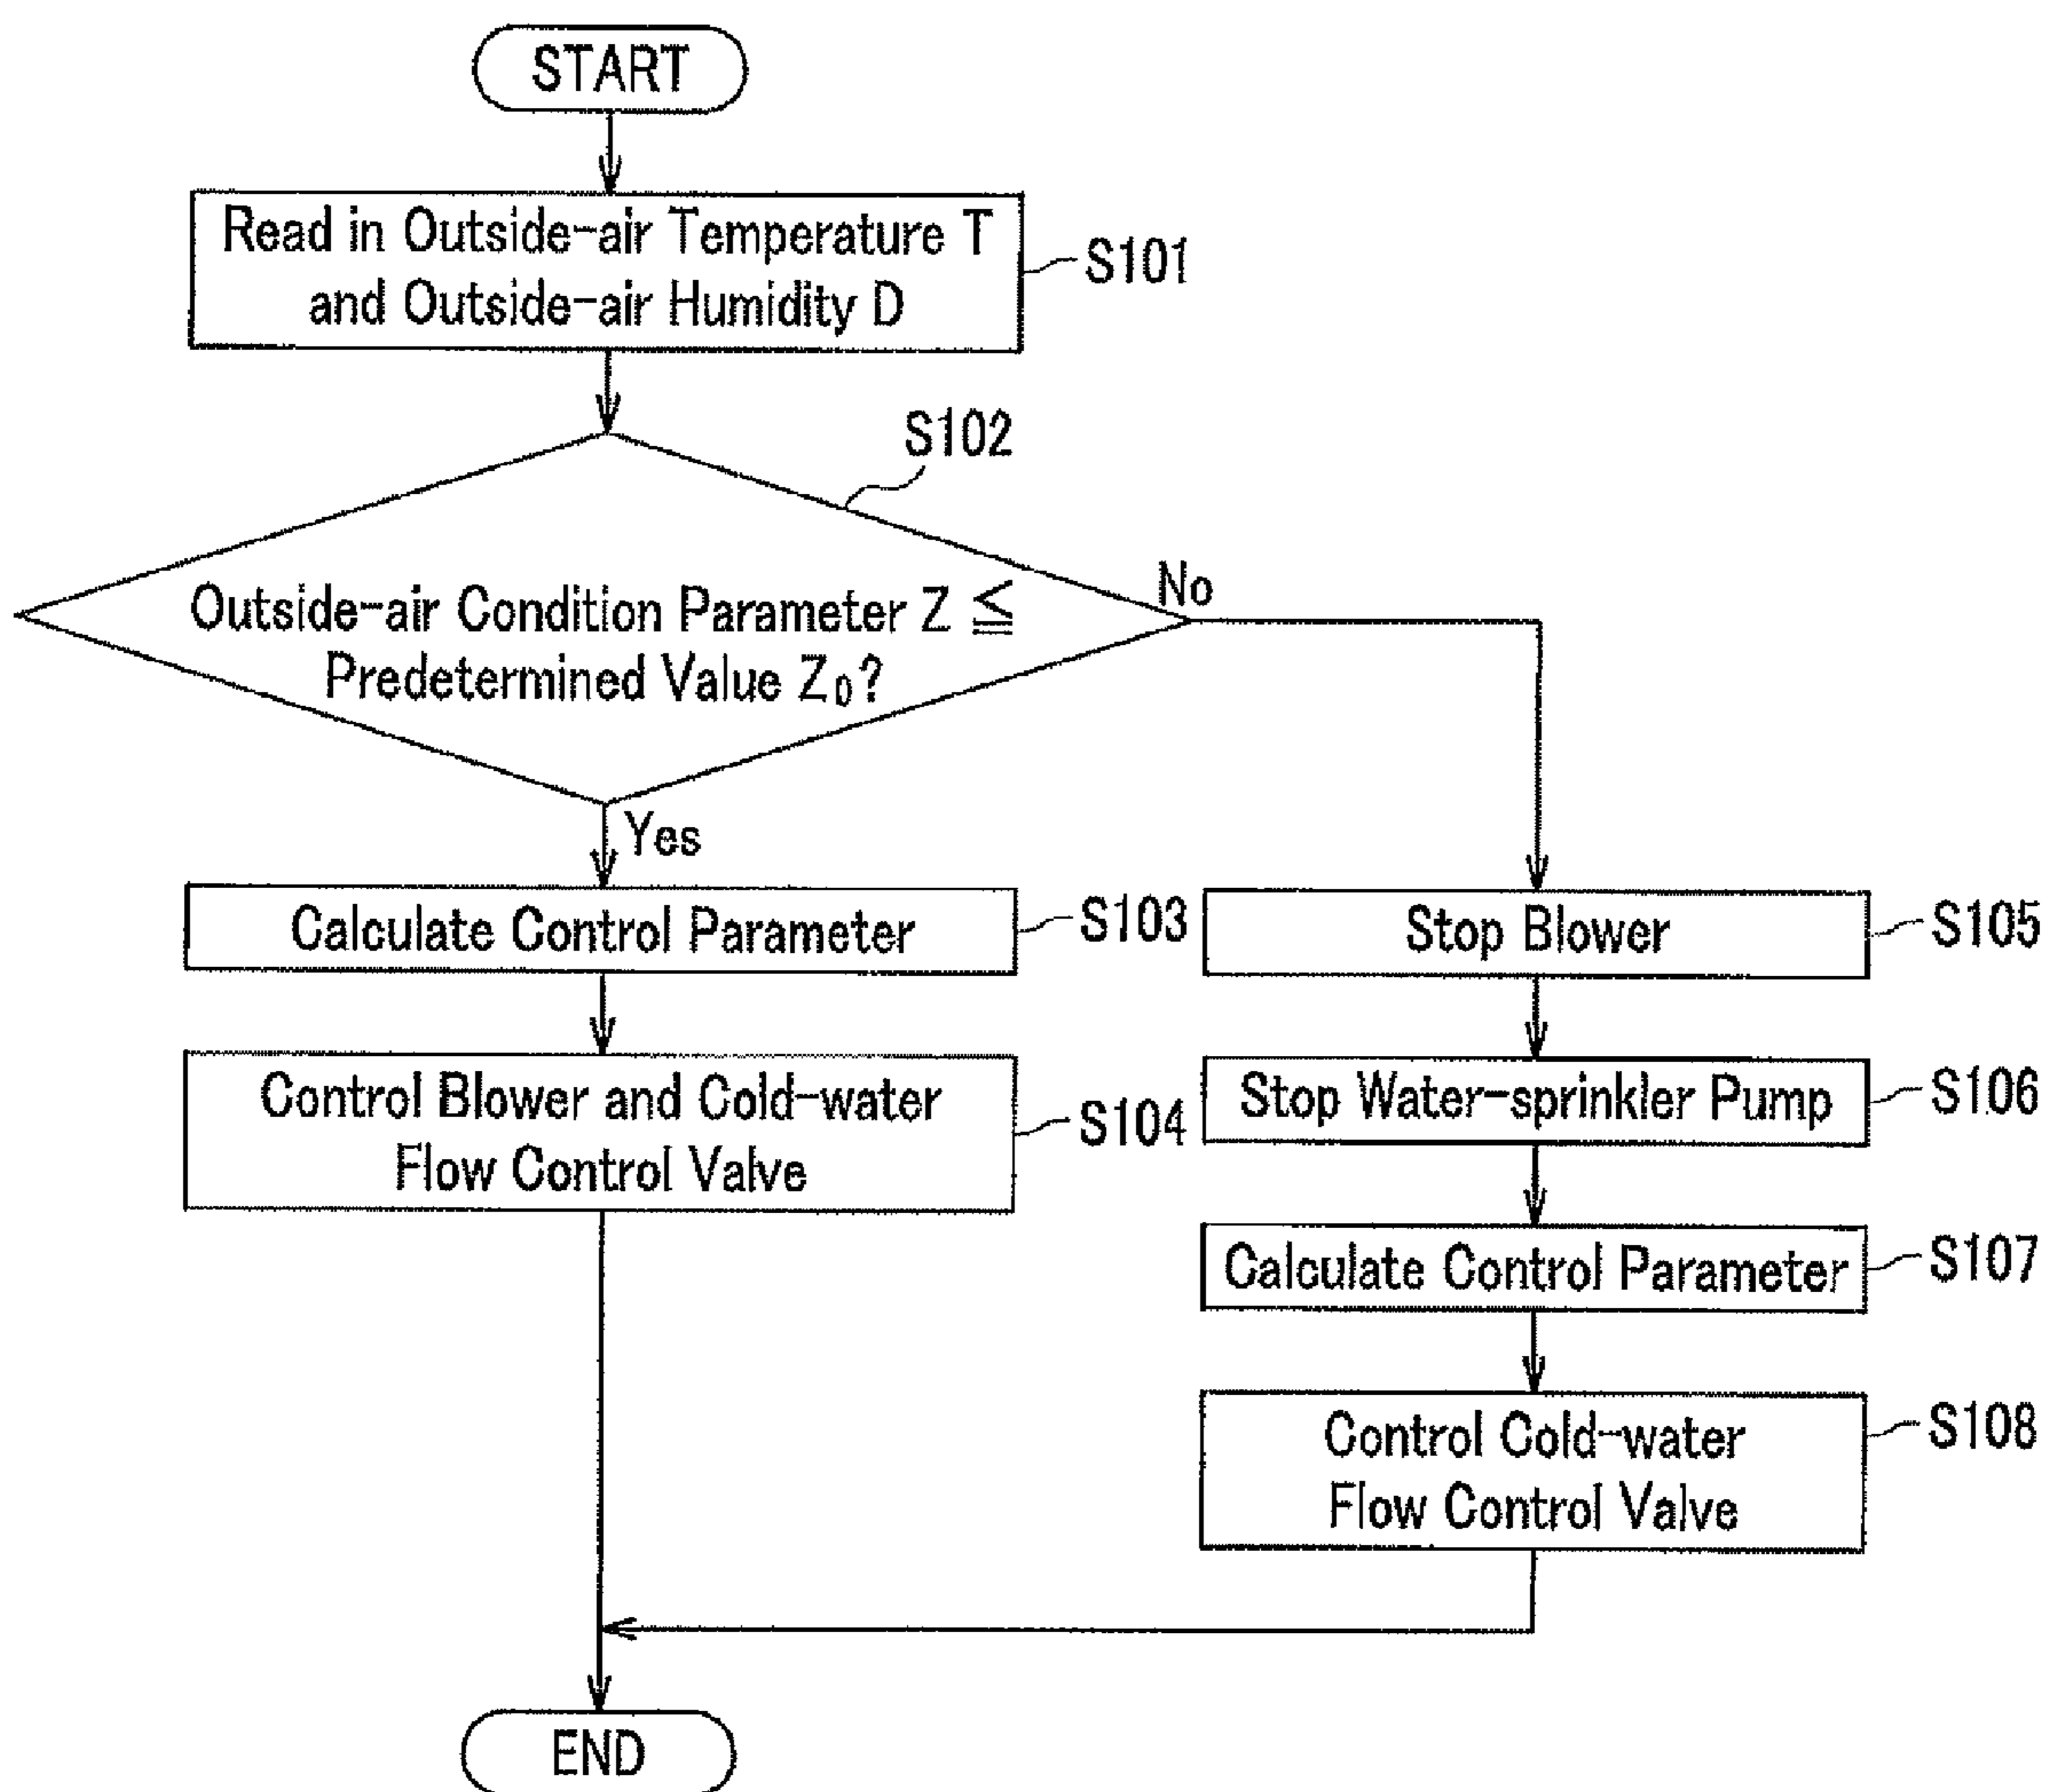 START
Read in Outside-air Temperature T
and Outside-air Humidity D
S101
S102
Outside-air Condition Parameter Z ≦
Predetermined Value Z₀?
No
Yes
Calculate Control Parameter
S103
Control Blower and Cold-water
Flow Control Valve
S104
Stop Blower
S105
Stop Water-sprinkler Pump
S106
Calculate Control Parameter
S107
Control Cold-water
Flow Control Valve
S108
END